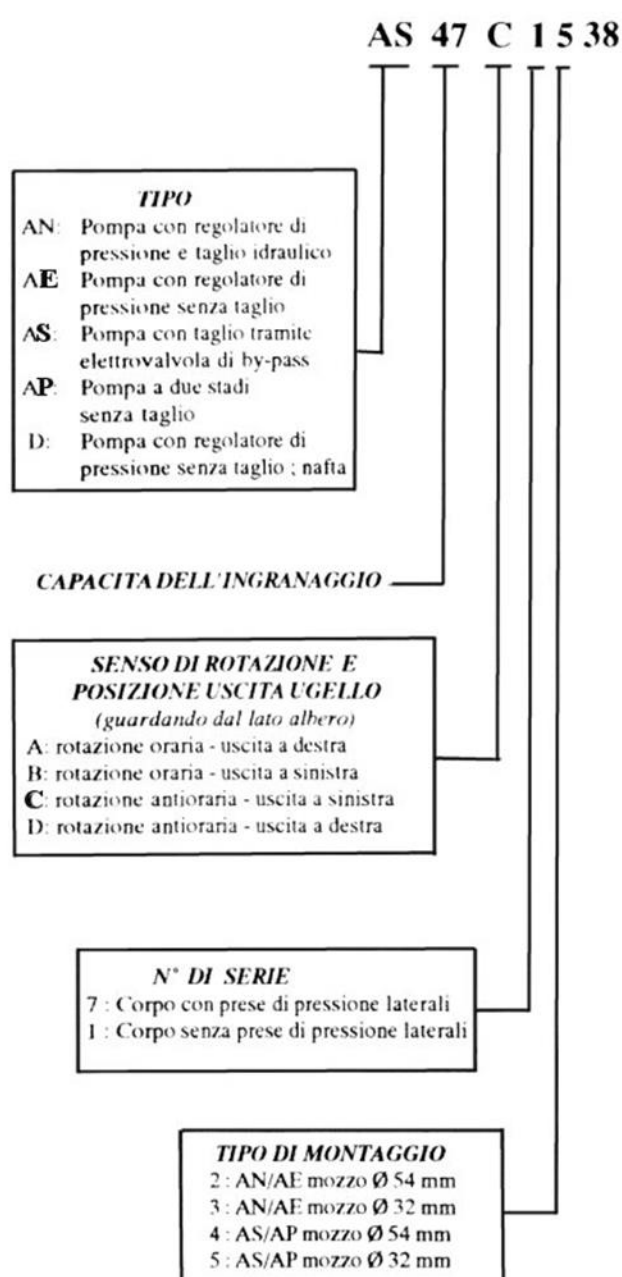 AS 47 C 1 5 38
TIPO
AN: Pompa con regolatore di
pressione e taglio idraulico
AE Pompa con regolatore di
pressione senza taglio
AS: Pompa con taglio tramite
elettrovalvola di by-pass
AP: Pompa a due stadi
senza taglio
D: Pompa con regolatore di
pressione senza taglio ; nafta
CAPACITA DELL'INGRANAGGIO
SENSO DI ROTAZIONE E
POSIZIONE USCITA UGELLO
(guardando dal lato albero)
A: rotazione oraria - uscita a destra
B: rotazione oraria - uscita a sinistra
C: rotazione antioraria - uscita a sinistra
D: rotazione antioraria - uscita a destra
N° DI SERIE
7 : Corpo con prese di pressione laterali
1 : Corpo senza prese di pressione laterali
TIPO DI MONTAGGIO
2 : AN/AE mozzo Ø 54 mm
3 : AN/AE mozzo Ø 32 mm
4 : AS/AP mozzo Ø 54 mm
5 : AS/AP mozzo Ø 32 mm